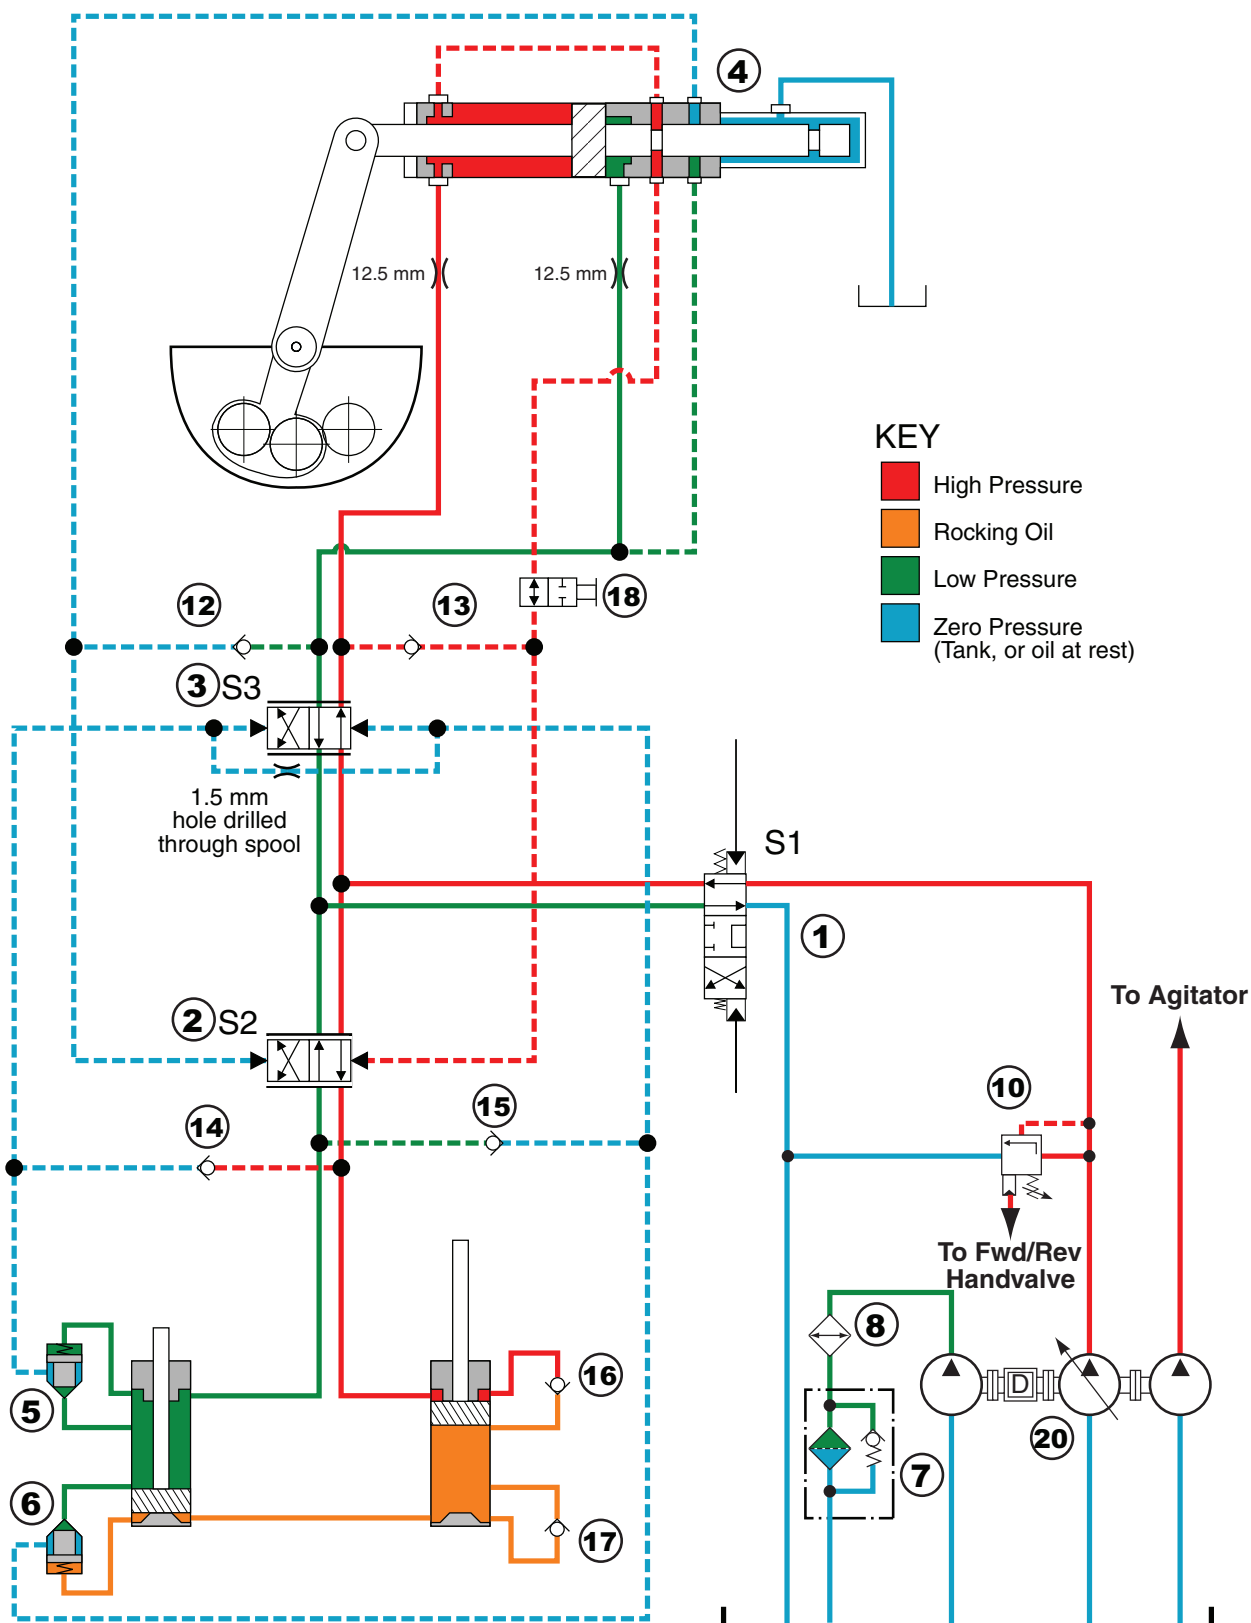 4
12.5 mm
12.5 mm
KEY
High Pressure
Rocking Oil
Low Pressure
Zero Pressure
(Tank, or oil at rest)
18
12
13
3 S3
1.5 mm
hole drilled
through spool
S1
1
To Agitator
2 S2
10
15
14
To Fwd/Rev
Handvalve
8
16
5
D
20
7
6
17